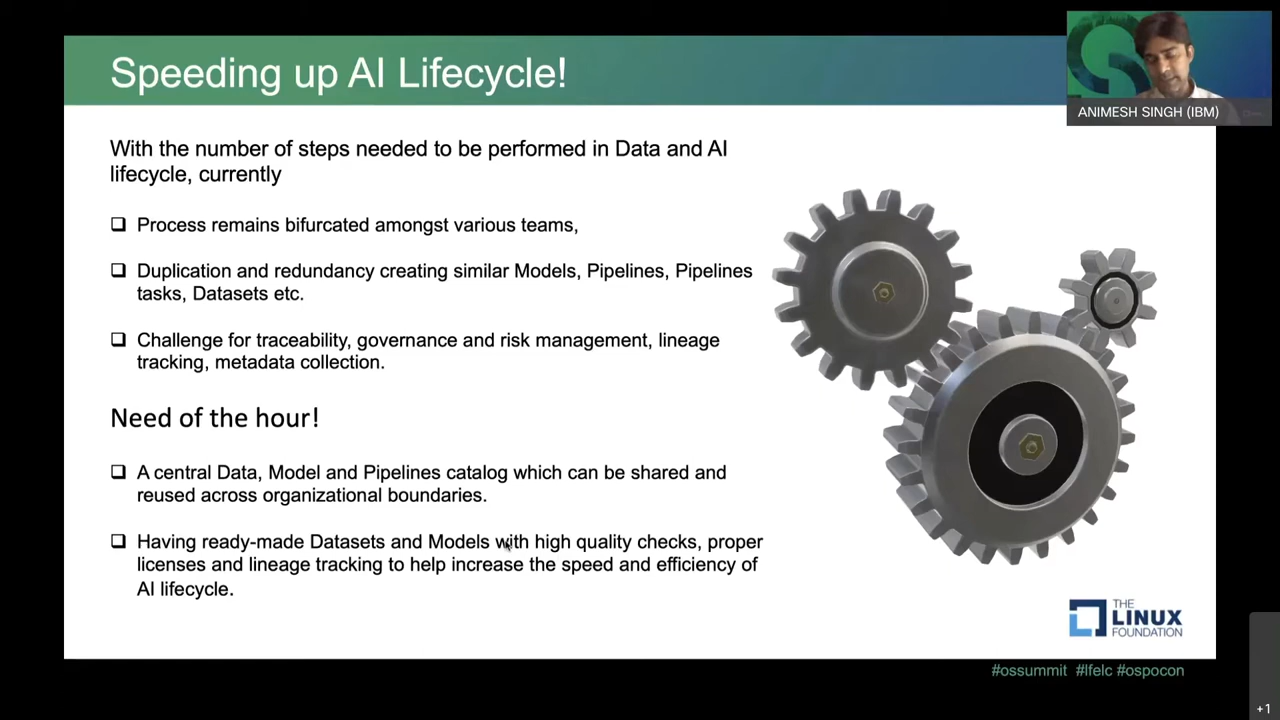 Speeding up AI Lifecycle!
ANIMESH SINGH (IBM)
With the number of steps needed to be performed in Data and AI
lifecycle, currently
❑ Process remains bifurcated amongst various teams,
❑ Duplication and redundancy creating similar Models, Pipelines, Pipelines
tasks, Datasets etc.
❑ Challenge for traceability, governance and risk management, lineage
tracking, metadata collection.
Need of the hour!
❑ A central Data, Model and Pipelines catalog which can be shared and
reused across organizational boundaries.
❑ Having ready-made Datasets and Models with high quality checks, proper
licenses and lineage tracking to help increase the speed and efficiency of
AI lifecycle.
THE
LINUX
FOUNDATION
#ossummit #lfelc #ospocon
+1